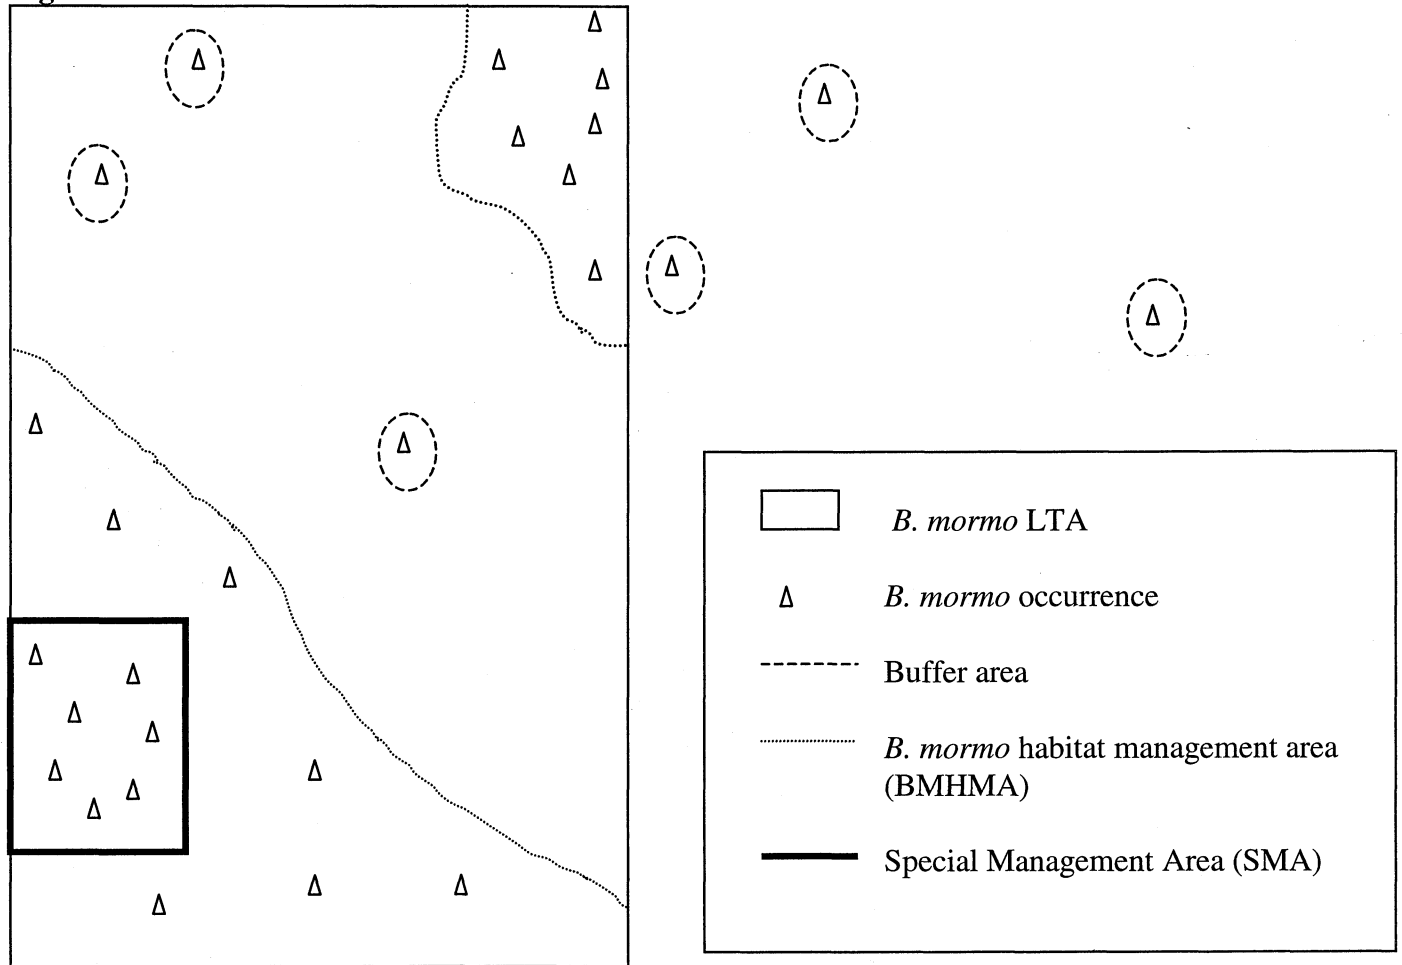 B. mormo LTA
B. mormo occurrence
Buffer area
B. mormo habitat management area
(BMHMA)
Special Management Area (SMA)